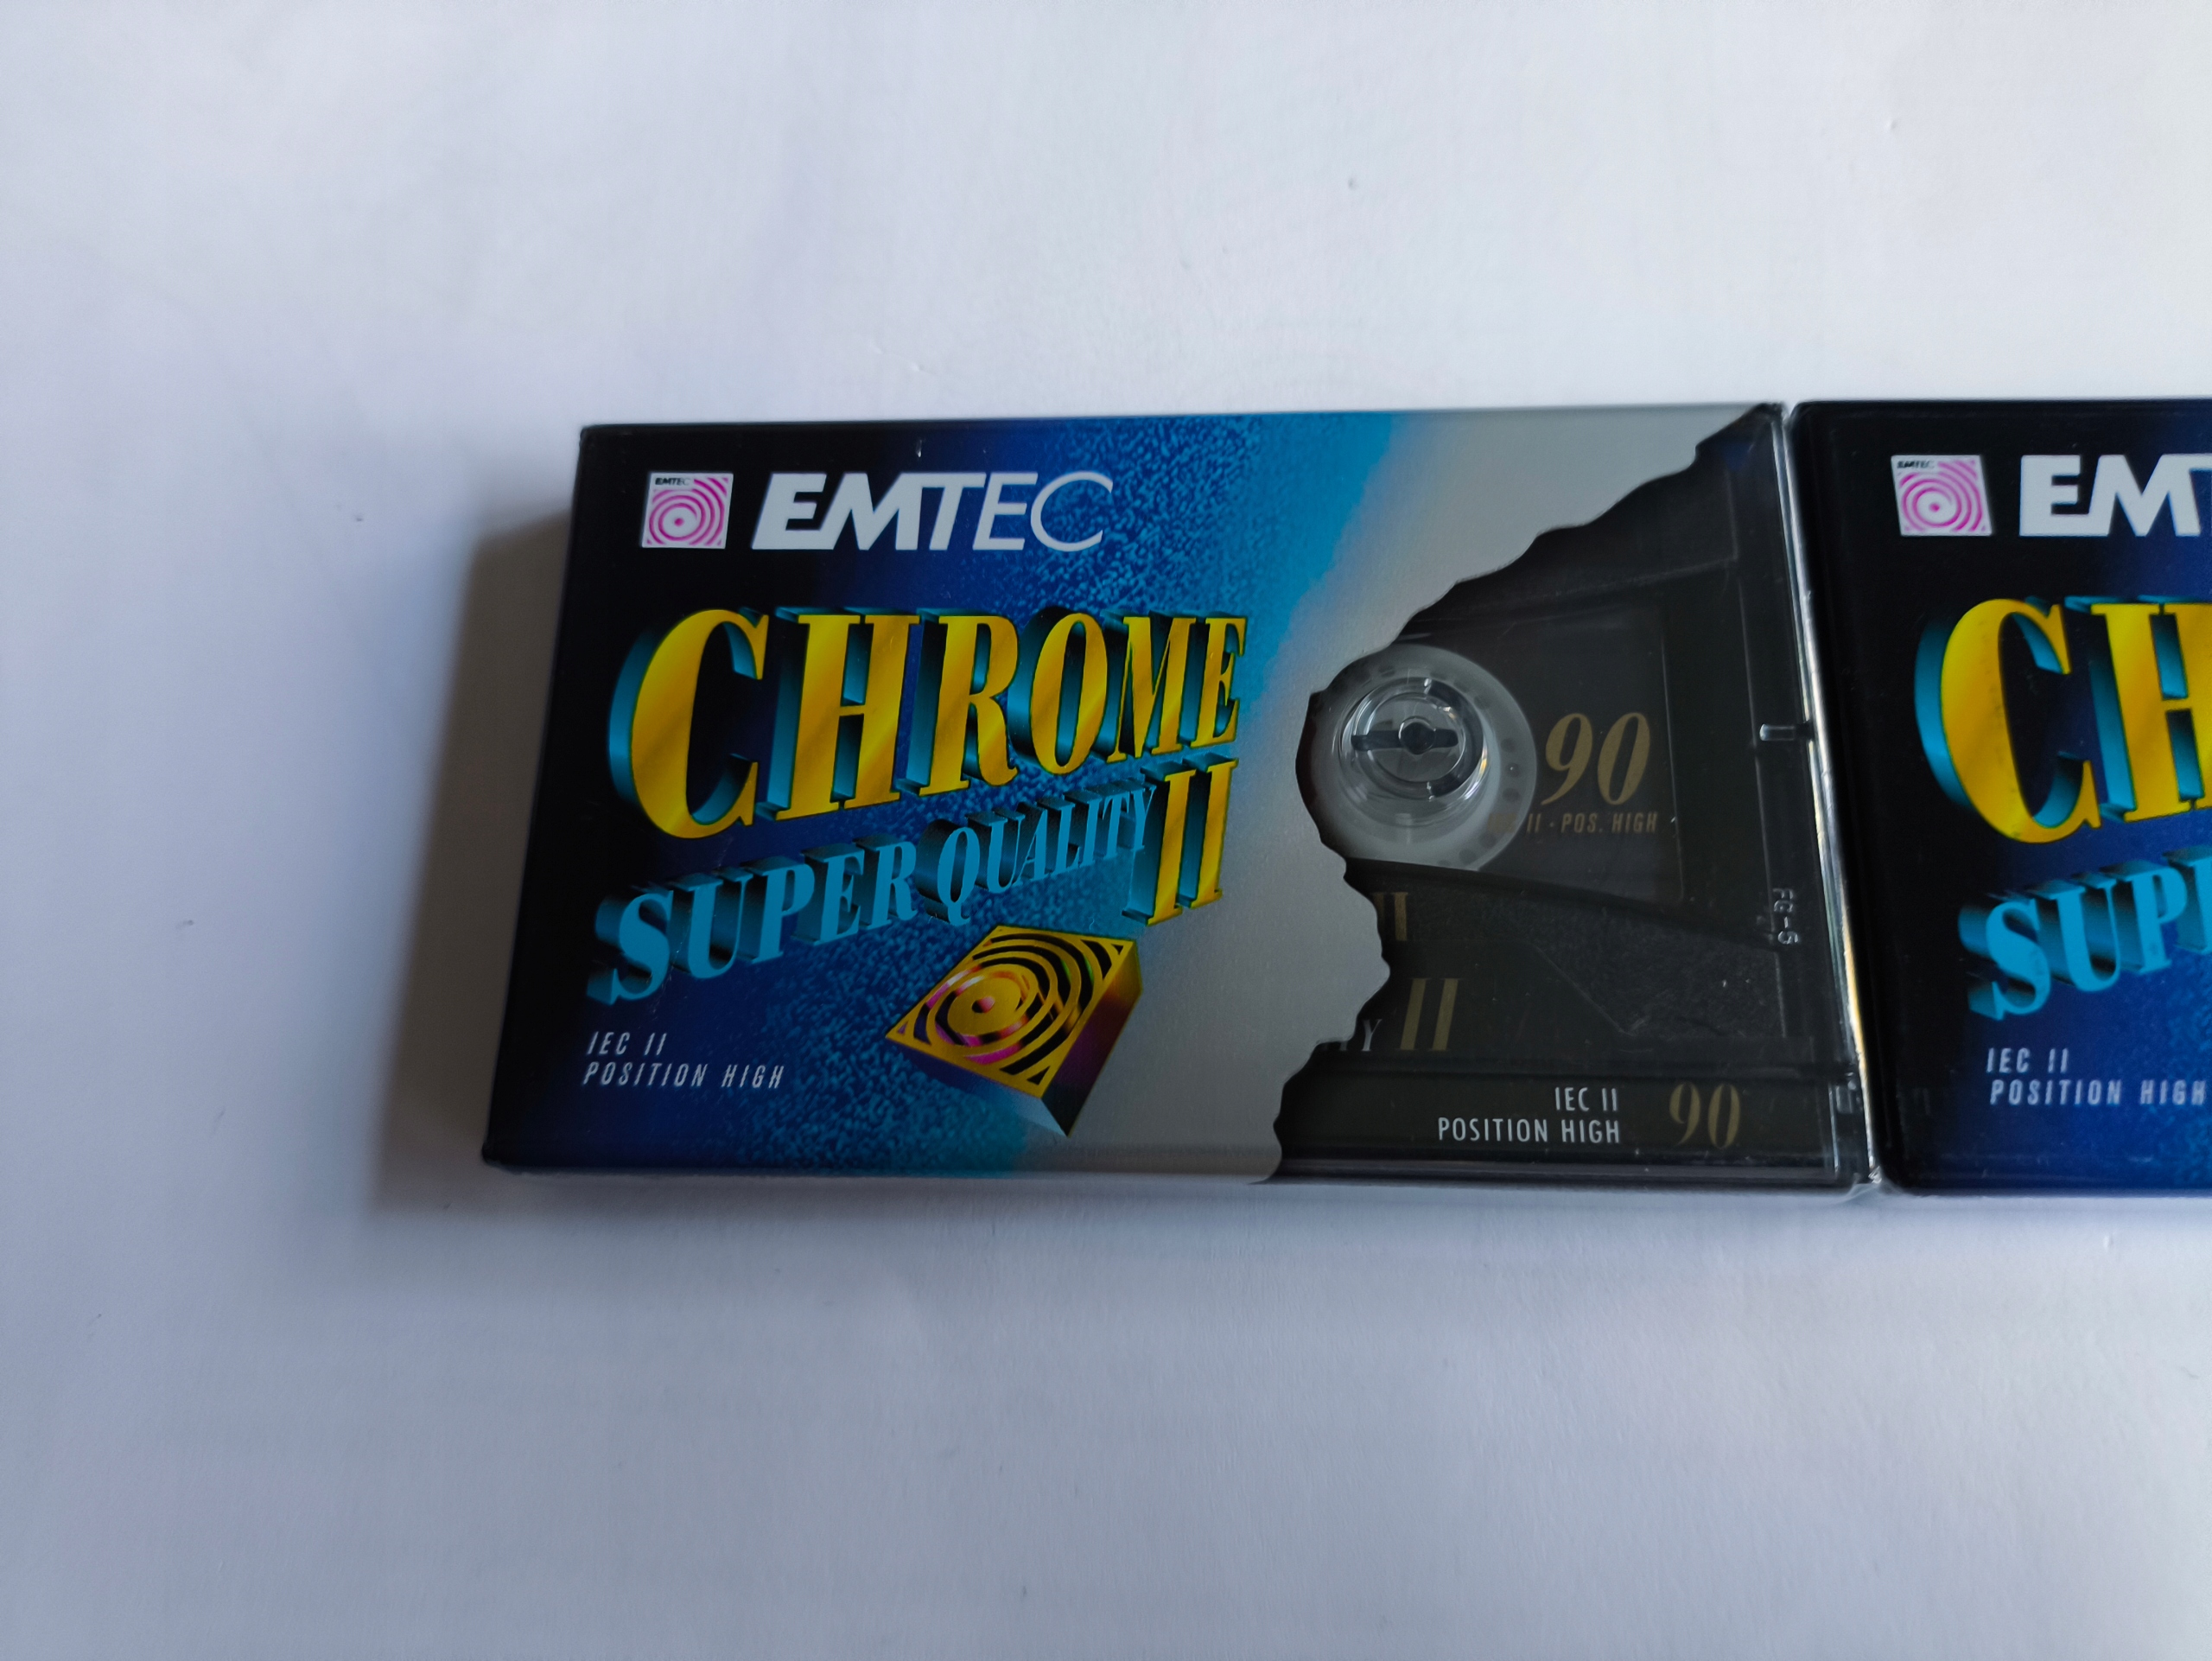 EMTEC
EMTEC
CHROME
II
SUPER QUALITY
IEC II
POSITION HIGH
90
II · POS. HIGH
II
Y II
IEC II
POSITION HIGH
90
EMTEC
EMT
CH
SUP
IEC II
POSITION HIGH